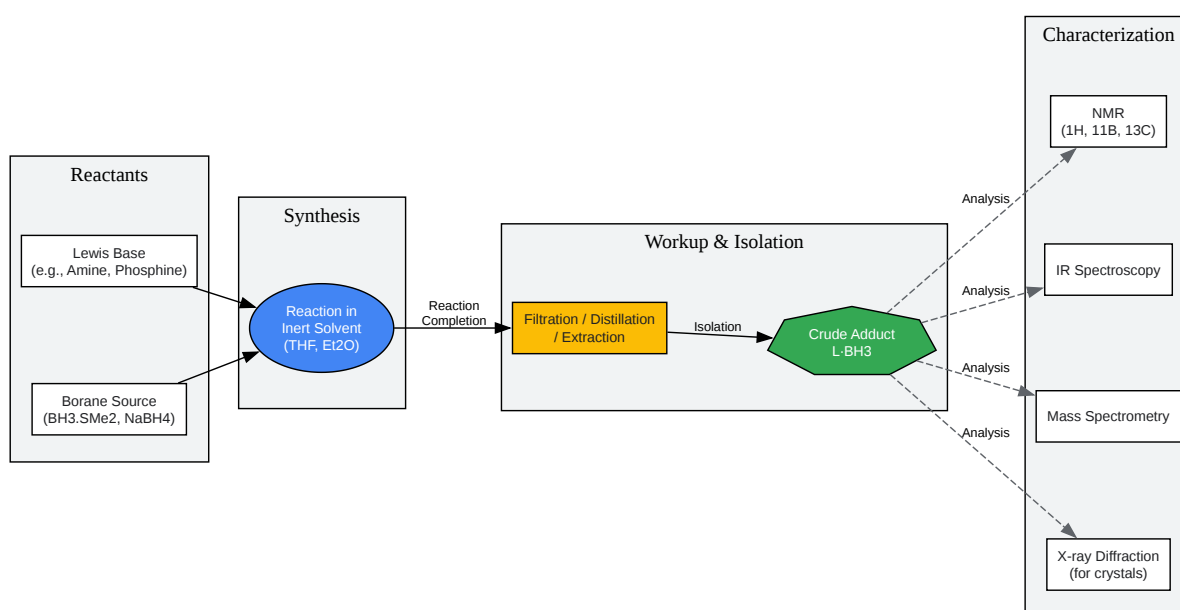 Reactants
Lewis Base
(e.g., Amine, Phosphine)
Borane Source
(BH3.SMe2, NaBH4)
Synthesis
Reaction in
Inert Solvent
(THF, Et2O)
Reaction
Completion
Workup & Isolation
Filtration / Distillation
/ Extraction
Isolation
Crude Adduct
L·BH3
Analysis
Analysis
Analysis
Analysis
Characterization
NMR
(1H, 11B, 13C)
IR Spectroscopy
Mass Spectrometry
X-ray Diffraction
(for crystals)